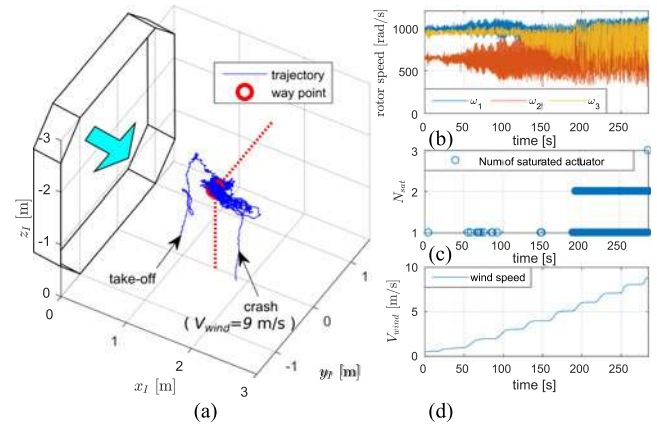 trajectory
way point
-3
-2
-1
0
z_I [m]
take-off
crash
( V_wind=9 m/s )
0
1
2
3
x_I [m]
-1
0
1
y_I [m]
(a)
1000
500
0
rotor speed [rad/s]
ω_1
ω_2
ω_3
0 50 100 150 200 250
time [s]
(b)
3
2
1
N_sat
Num of saturated actuator
0 50 100 150 200 250
time [s]
(c)
10
5
0
V_wind [m/s]
wind speed
0 50 100 150 200 250
time [s]
(d)